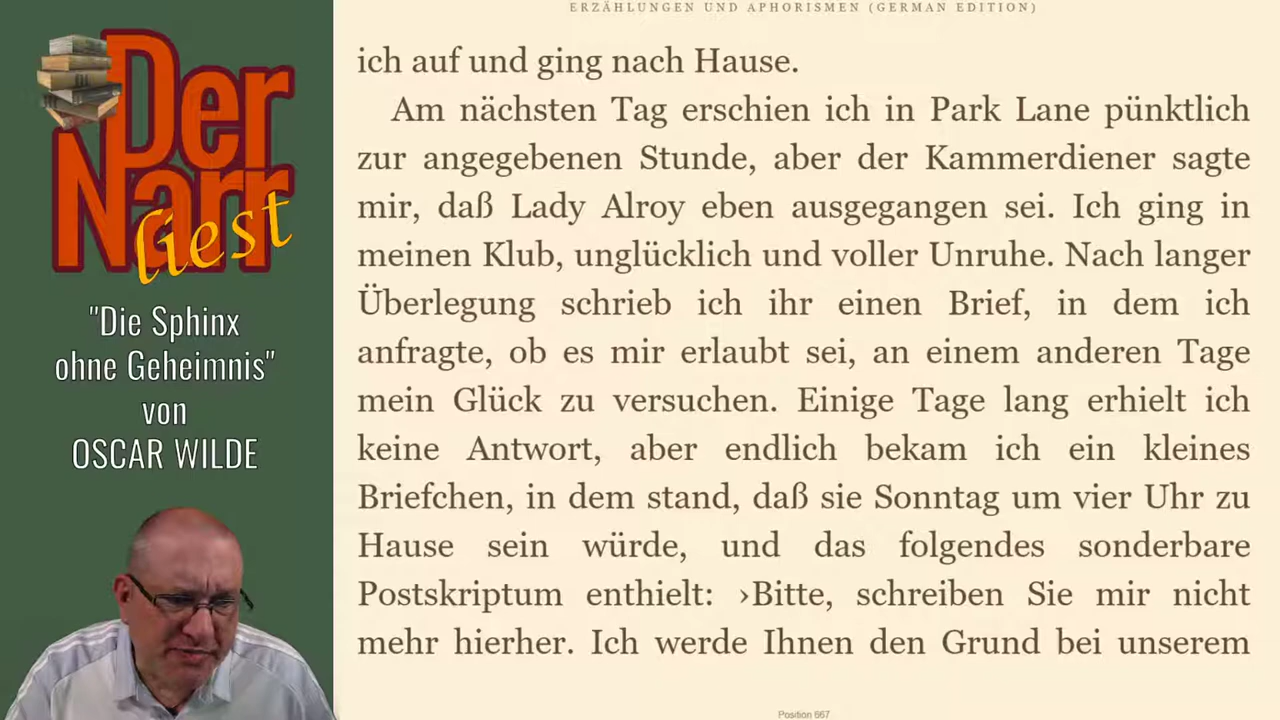 Der
Narr
liest
"Die Sphinx
ohne Geheimnis"
von
OSCAR WILDE
ERZÄHLUNGEN UND APHORISMEN (GERMAN EDITION)
ich auf und ging nach Hause.
Am nächsten Tag erschien ich in Park Lane pünktlich
zur angegebenen Stunde, aber der Kammerdiener sagte
mir, daß Lady Alroy eben ausgegangen sei. Ich ging in
meinen Klub, unglücklich und voller Unruhe. Nach langer
Überlegung schrieb ich ihr einen Brief, in dem ich
anfragte, ob es mir erlaubt sei, an einem anderen Tage
mein Glück zu versuchen. Einige Tage lang erhielt ich
keine Antwort, aber endlich bekam ich ein kleines
Briefchen, in dem stand, daß sie Sonntag um vier Uhr zu
Hause sein würde, und das folgendes sonderbare
Postskriptum enthielt: ›Bitte, schreiben Sie mir nicht
mehr hierher. Ich werde Ihnen den Grund bei unserem
Position 667